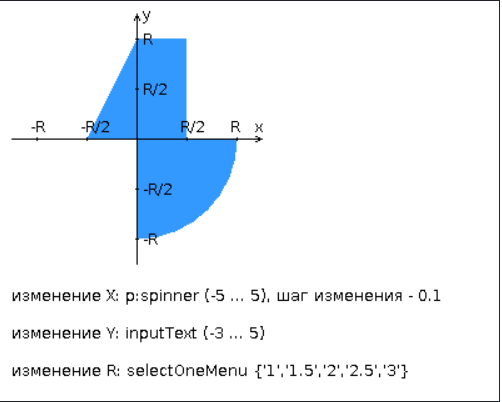 y
R
R/2
-R -R/2 R/2 R x
-R/2
-R
изменение X: p:spinner (-5 ... 5), шаг изменения - 0.1
изменение Y: inputText (-3 ... 5)
изменение R: selectOneMenu {'1','1.5','2','2.5','3'}